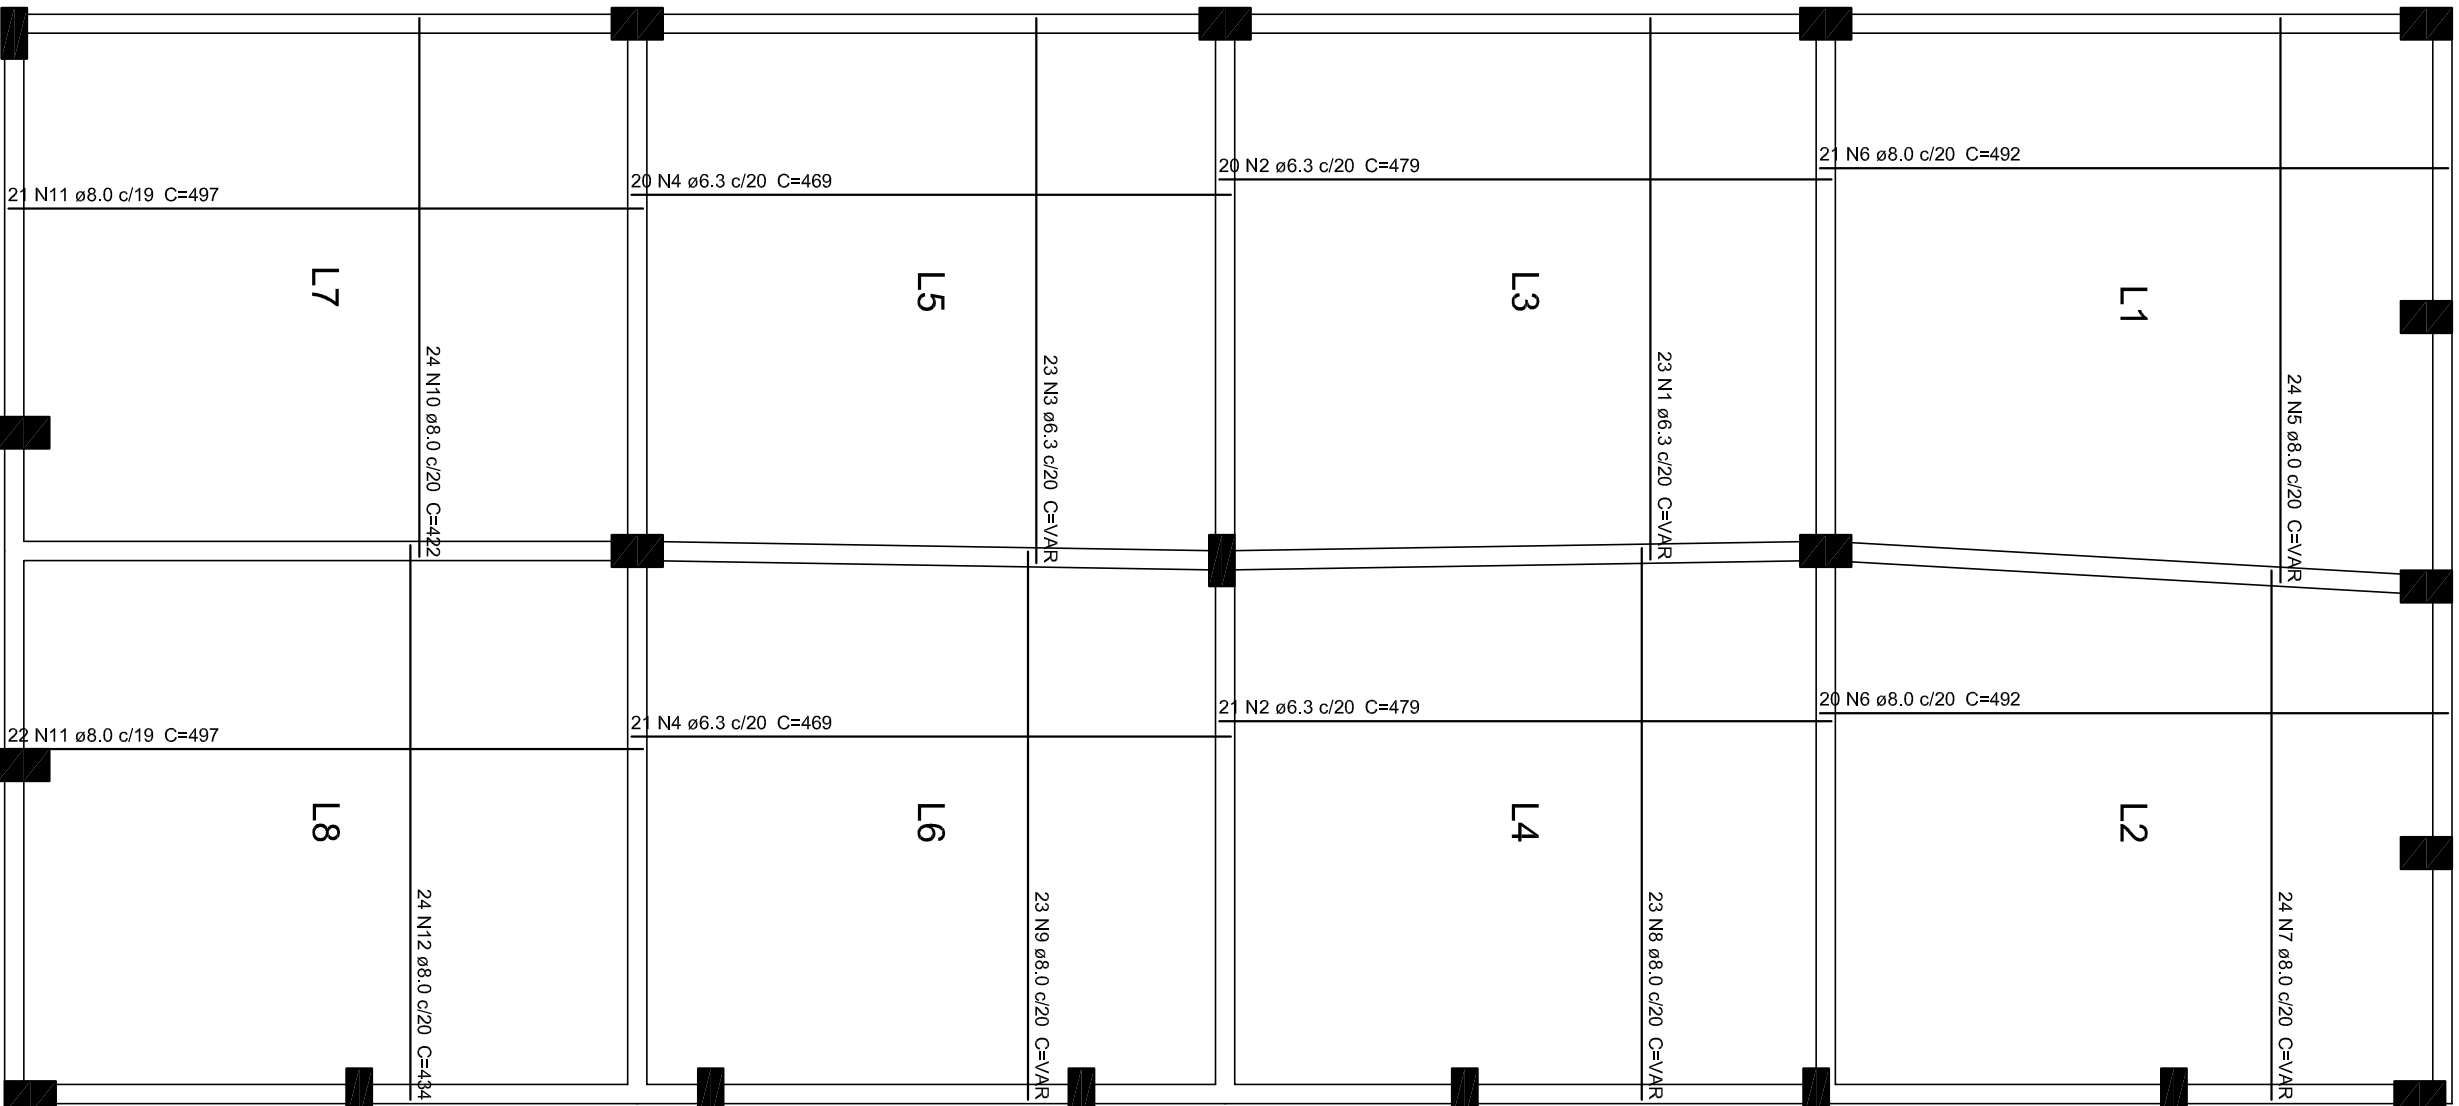 21 N6 ø8.0 c/20 C=492
20 N2 ø6.3 c/20 C=479
20 N4 ø6.3 c/20 C=469
21 N11 ø8.0 c/19 C=497
L7
L5
L3
L1
24 N10 ø8.0 c/20 C=422
23 N3 ø6.3 c/20 C=VAR
23 N1 ø6.3 c/20 C=VAR
24 N5 ø8.0 c/20 C=VAR
20 N6 ø8.0 c/20 C=492
21 N2 ø6.3 c/20 C=479
21 N4 ø6.3 c/20 C=469
22 N11 ø8.0 c/19 C=497
L8
L6
L4
L2
24 N12 ø8.0 c/20 C=434
23 N9 ø8.0 c/20 C=VAR
23 N8 ø8.0 c/20 C=VAR
24 N7 ø8.0 c/20 C=VAR